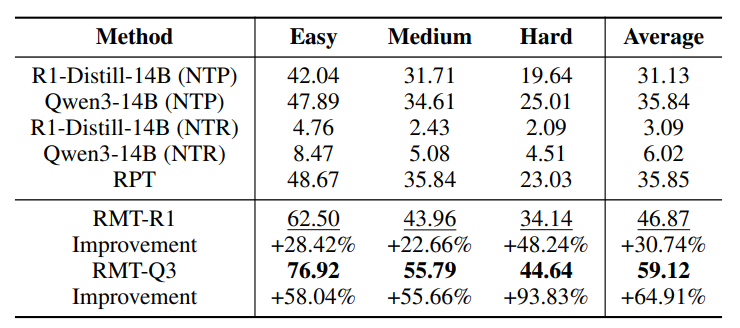 Method Easy Medium Hard Average
R1-Distill-14B (NTP) 42.04 31.71 19.64 31.13
Qwen3-14B (NTP) 47.89 34.61 25.01 35.84
R1-Distill-14B (NTR) 4.76 2.43 2.09 3.09
Qwen3-14B (NTR) 8.47 5.08 4.51 6.02
RPT 48.67 35.84 23.03 35.85
RMT-R1 62.50 43.96 34.14 46.87
Improvement +28.42% +22.66% +48.24% +30.74%
RMT-Q3 76.92 55.79 44.64 59.12
Improvement +58.04% +55.66% +93.83% +64.91%